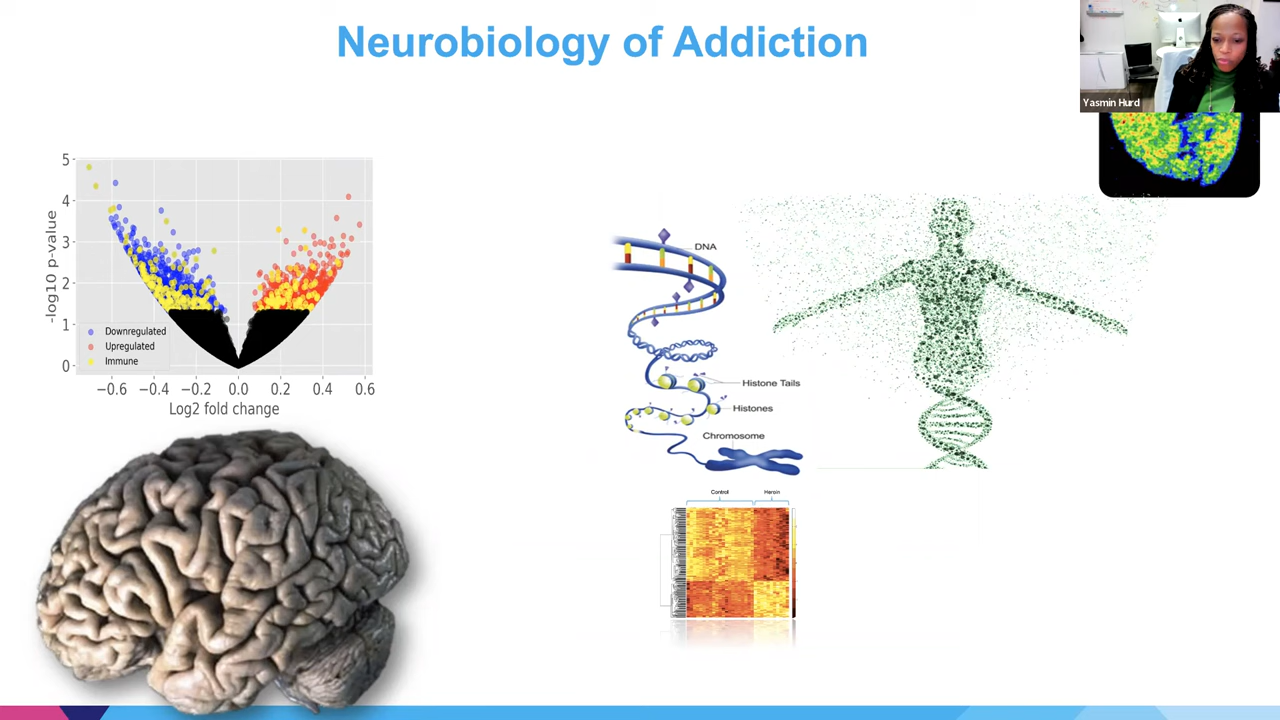 Neurobiology of Addiction
Yasmin Hurd
5
4
3
2
1
0
-log10 p-value
Downregulated
Upregulated
Immune
−0.6 −0.4 −0.2 0.0 0.2 0.4 0.6
Log2 fold change
DNA
Histone Tails
Histones
Chromosome
Control Heroin